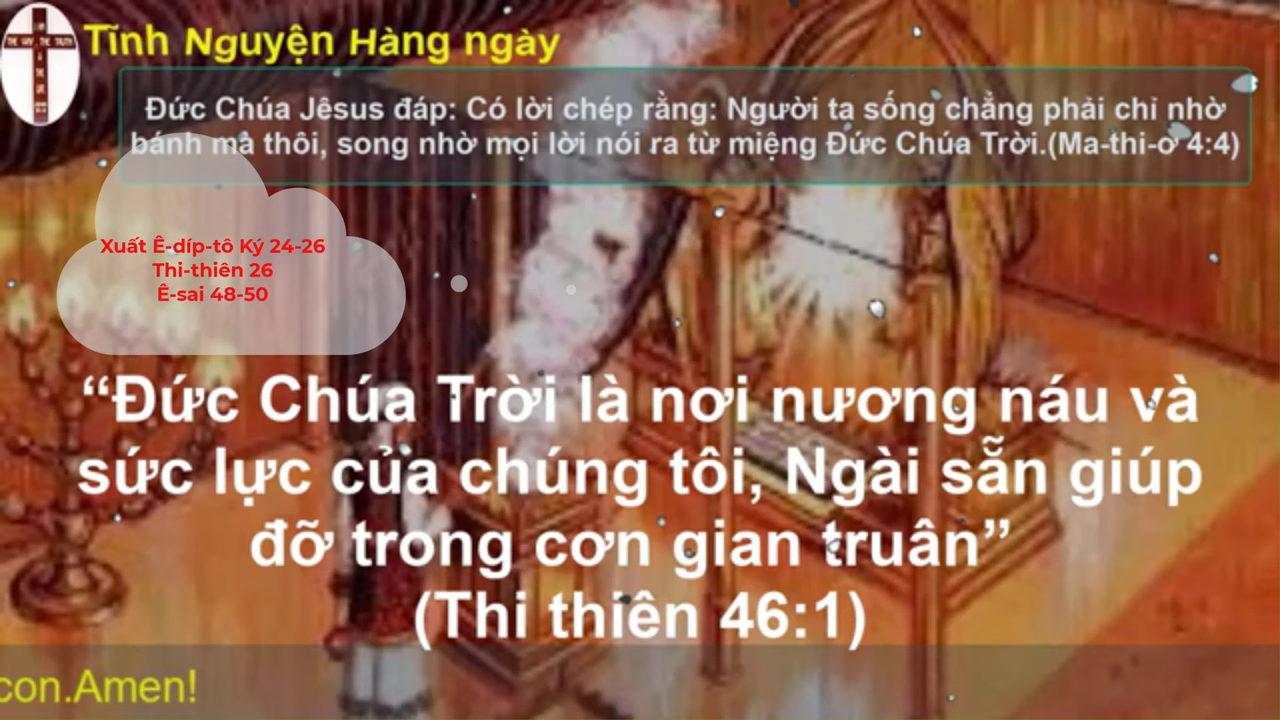 Tĩnh Nguyện Hàng ngày
Đức Chúa Jêsus đáp: Có lời chép rằng: Người ta sống chẳng phải chỉ nhờ
bánh mà thôi, song nhờ mọi lời nói ra từ miệng Đức Chúa Trời.(Ma-thi-ơ 4:4)
Xuất Ê-díp-tô Ký 24-26
Thi-thiên 26
Ê-sai 48-50
“Đức Chúa Trời là nơi nương náu và
sức lực của chúng tôi, Ngài sẵn giúp
đỡ trong cơn gian truân”
(Thi thiên 46:1)
con.Amen!